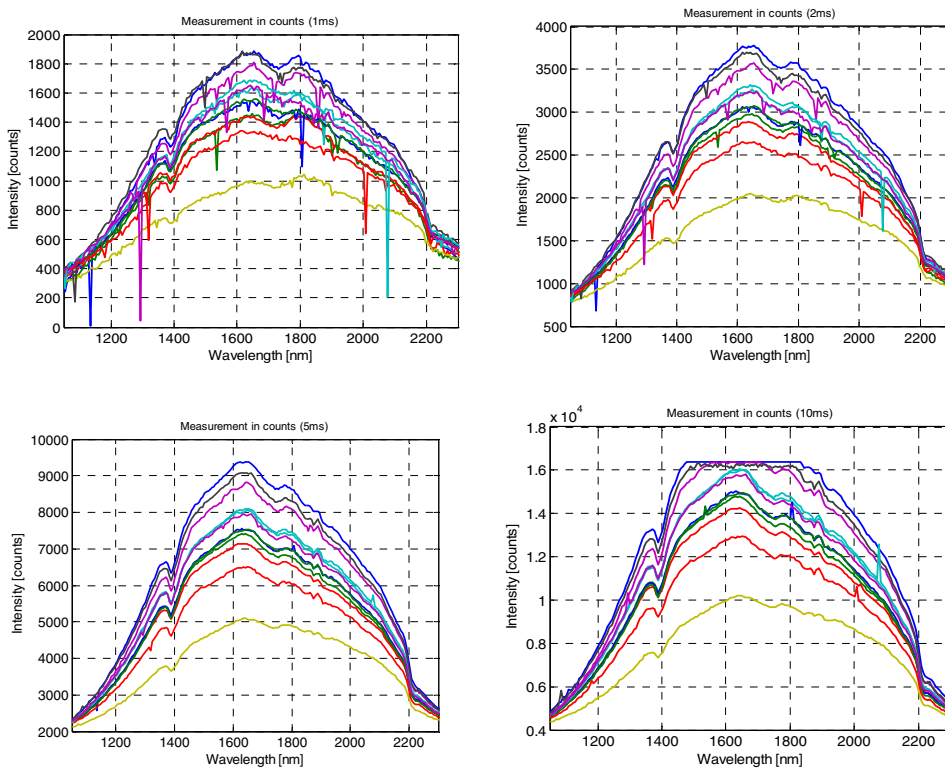 Measurement in counts (1ms)
2000
1800
1600
1400
1200
1000
800
600
400
200
0
Intensity [counts]
1200 1400 1600 1800 2000 2200
Wavelength [nm]
Measurement in counts (2ms)
4000
3500
3000
2500
2000
1500
1000
500
Intensity [counts]
1200 1400 1600 1800 2000 2200
Wavelength [nm]
Measurement in counts (5ms)
10000
9000
8000
7000
6000
5000
4000
3000
2000
Intensity [counts]
1200 1400 1600 1800 2000 2200
Wavelength [nm]
x 10^4
Measurement in counts (10ms)
1.8
1.6
1.4
1.2
1
0.8
0.6
0.4
Intensity [counts]
1200 1400 1600 1800 2000 2200
Wavelength [nm]